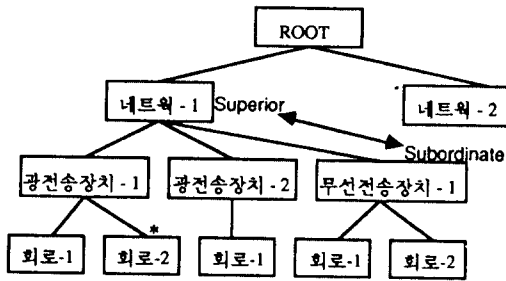 ROOT
네트웍 - 1 Superior
네트웍 - 2
Subordinate
광전송장치 - 1 광전송장치 - 2 무선전송장치 - 1
*
회로-1 회로-2 회로-1 회로-1 회로-2